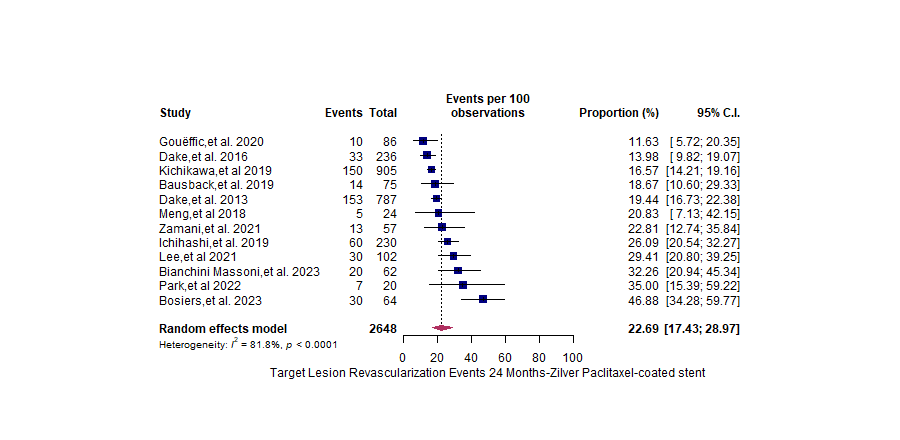 Events per 100
Study Events Total observations Proportion (%) 95% C.I.
Gouëffic,et al. 2020 10 86 11.63 [ 5.72; 20.35]
Dake,et al. 2016 33 236 13.98 [ 9.82; 19.07]
Kichikawa,et al 2019 150 905 16.57 [14.21; 19.16]
Bausback,et al. 2019 14 75 18.67 [10.60; 29.33]
Dake,et al. 2013 153 787 19.44 [16.73; 22.38]
Meng,et al 2018 5 24 20.83 [ 7.13; 42.15]
Zamani,et al. 2021 13 57 22.81 [12.74; 35.84]
Ichihashi,et al. 2019 60 230 26.09 [20.54; 32.27]
Lee,et al 2021 30 102 29.41 [20.80; 39.25]
Bianchini Massoni,et al. 2023 20 62 32.26 [20.94; 45.34]
Park,et al 2022 7 20 35.00 [15.39; 59.22]
Bosiers,et al. 2023 30 64 46.88 [34.28; 59.77]
Random effects model 2648 22.69 [17.43; 28.97]
Heterogeneity: I² = 81.8%, p < 0.0001
0 20 40 60 80 100
Target Lesion Revascularization Events 24 Months-Zilver Paclitaxel-coated stent